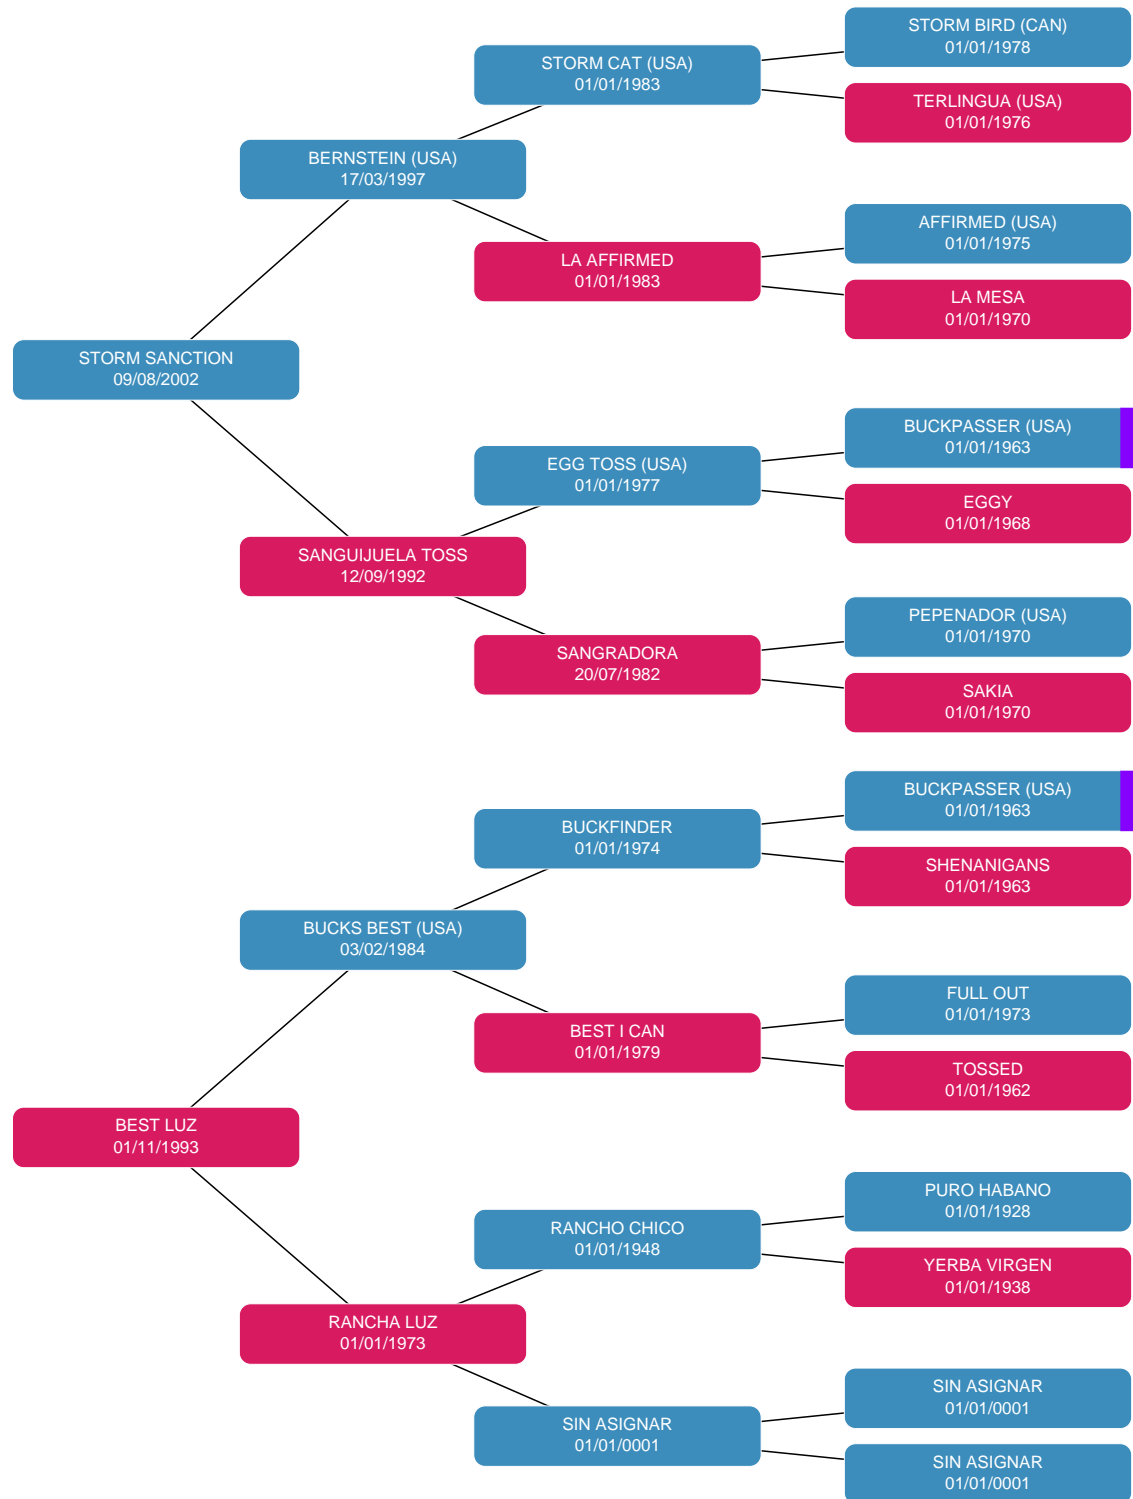 STORM BIRD (CAN)
01/01/1978
STORM CAT (USA)
01/01/1983
TERLINGUA (USA)
01/01/1976
BERNSTEIN (USA)
17/03/1997
AFFIRMED (USA)
01/01/1975
LA AFFIRMED
01/01/1983
LA MESA
01/01/1970
STORM SANCTION
09/08/2002
BUCKPASSER (USA)
01/01/1963
EGG TOSS (USA)
01/01/1977
EGGY
01/01/1968
SANGUIJUELA TOSS
12/09/1992
PEPENADOR (USA)
01/01/1970
SANGRADORA
20/07/1982
SAKIA
01/01/1970
BUCKPASSER (USA)
01/01/1963
BUCKFINDER
01/01/1974
SHENANIGANS
01/01/1963
BUCKS BEST (USA)
03/02/1984
FULL OUT
01/01/1973
BEST I CAN
01/01/1979
TOSSED
01/01/1962
BEST LUZ
01/11/1993
PURO HABANO
01/01/1928
RANCHO CHICO
01/01/1948
YERBA VIRGEN
01/01/1938
RANCHA LUZ
01/01/1973
SIN ASIGNAR
01/01/0001
SIN ASIGNAR
01/01/0001
SIN ASIGNAR
01/01/0001